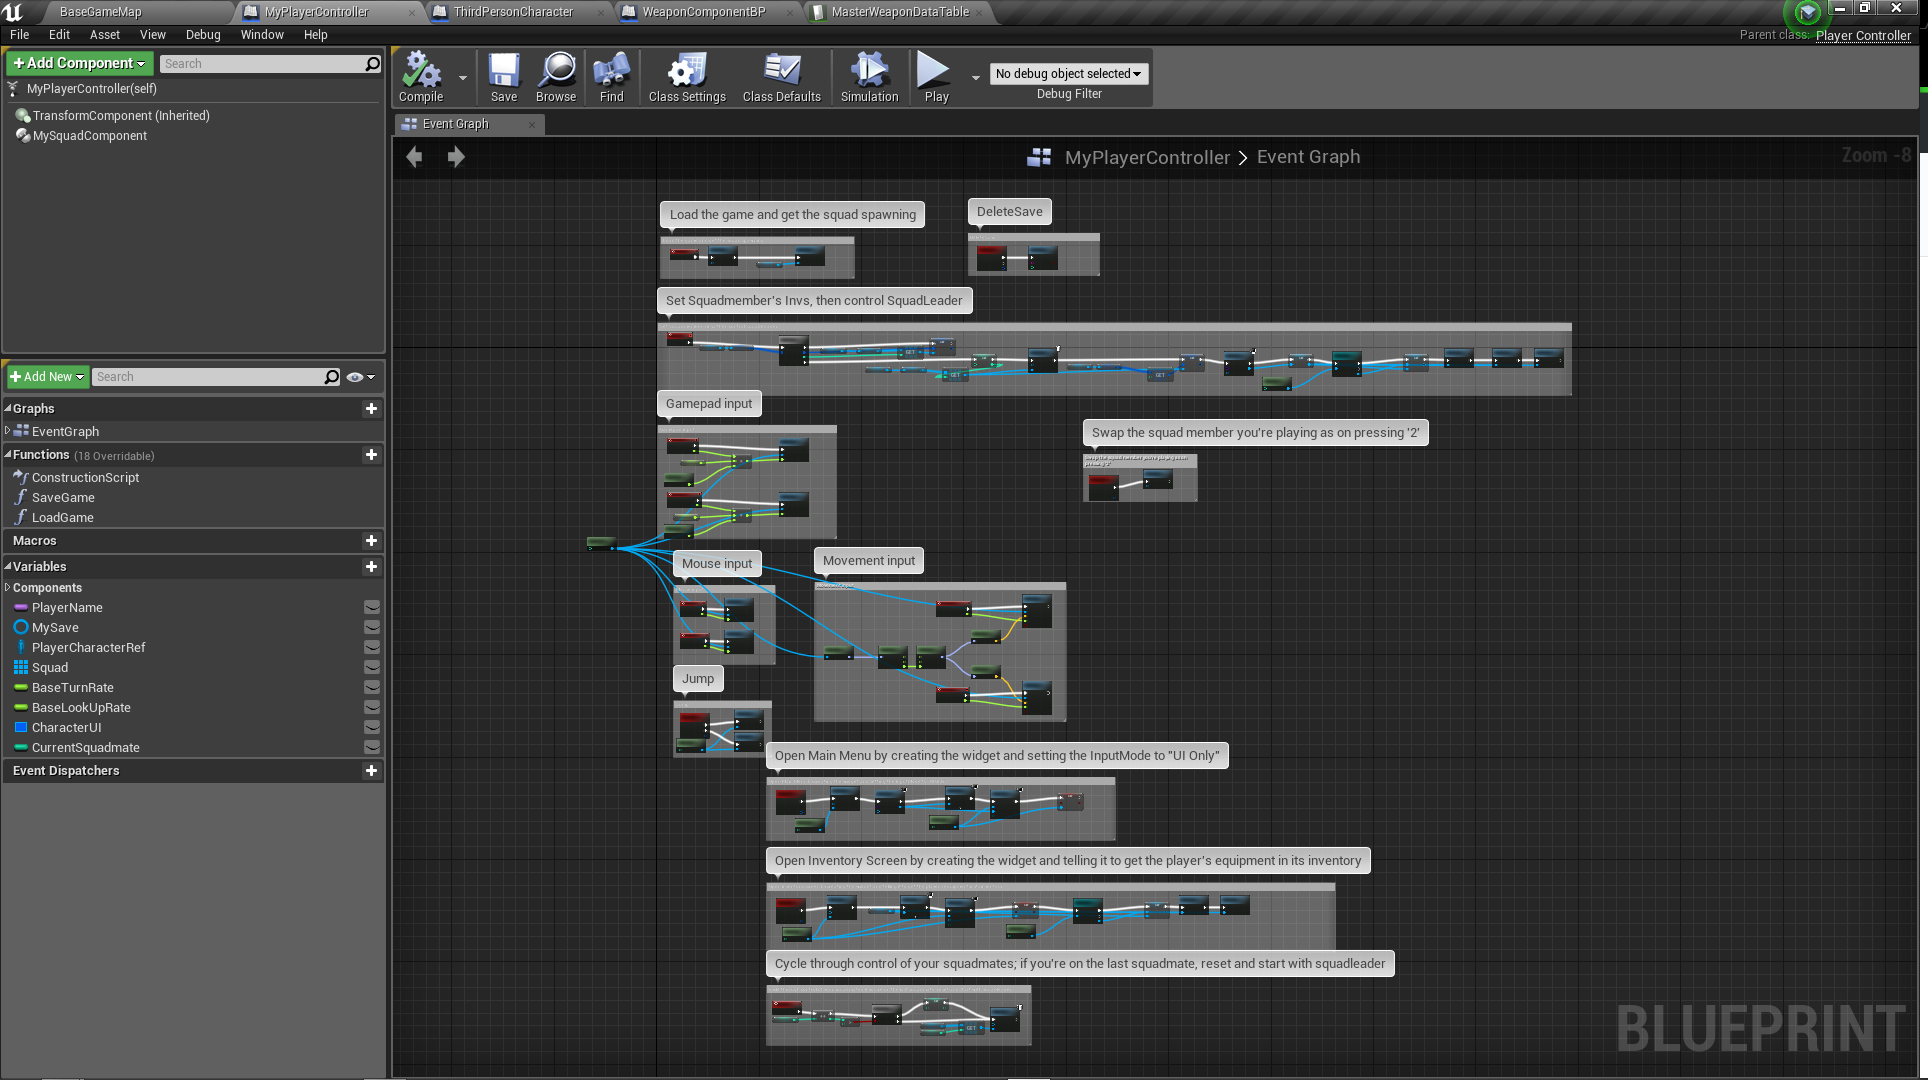 BaseGameMap
MyPlayerController
ThirdPersonCharacter
WeaponComponentBP
MasterWeaponDataTable
File Edit Asset View Debug Window Help
Parent class: Player Controller
Add Component
Search
MyPlayerController(self)
TransformComponent (Inherited)
MySquadComponent
Compile
Save
Browse
Find
Class Settings
Class Defaults
Simulation
Play
No debug object selected
Debug Filter
Event Graph
MyPlayerController > Event Graph
Zoom -8
Add New
Search
Graphs
EventGraph
Functions (18 Overridable)
ConstructionScript
SaveGame
LoadGame
Macros
Variables
Components
PlayerName
MySave
PlayerCharacterRef
Squad
BaseTurnRate
BaseLookUpRate
CharacterUI
CurrentSquadmate
Event Dispatchers
Load the game and get the squad spawning
DeleteSave
Set Squadmember's Invs, then control SquadLeader
Gamepad input
Swap the squad member you're playing as on pressing '2'
Mouse input
Movement input
Jump
Open Main Menu by creating the widget and setting the InputMode to "UI Only"
Open Inventory Screen by creating the widget and telling it to get the player's equipment in its inventory
Cycle through control of your squadmates; if you're on the last squadmate, reset and start with squadleader
BLUEPRINT